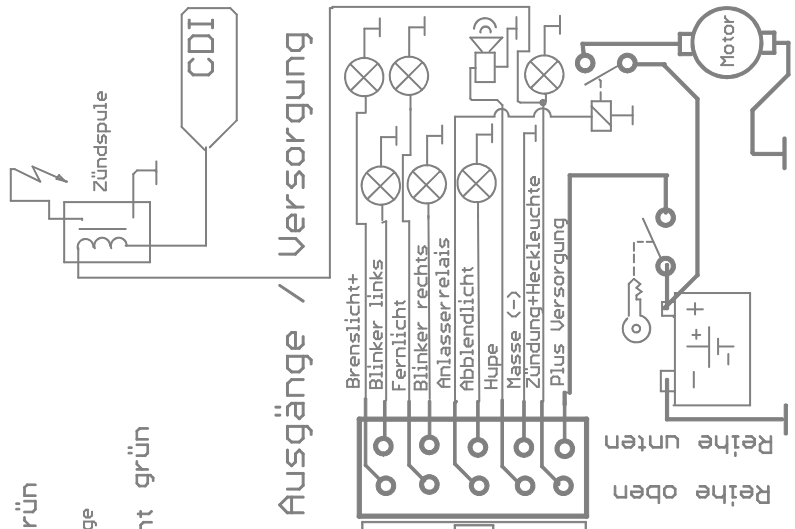 CDI
Zündspule
Ausgänge / Versorgung
Motor
Brenslicht+
Blinker links
Fernlicht
Blinker rechts
Anlasserrelais
Abblendlicht
Hupe
Masse (-)
Zündung+Heckleuchte
Plus Versorgung
+
+
-
-
Reihe unten
Reihe oben
grün